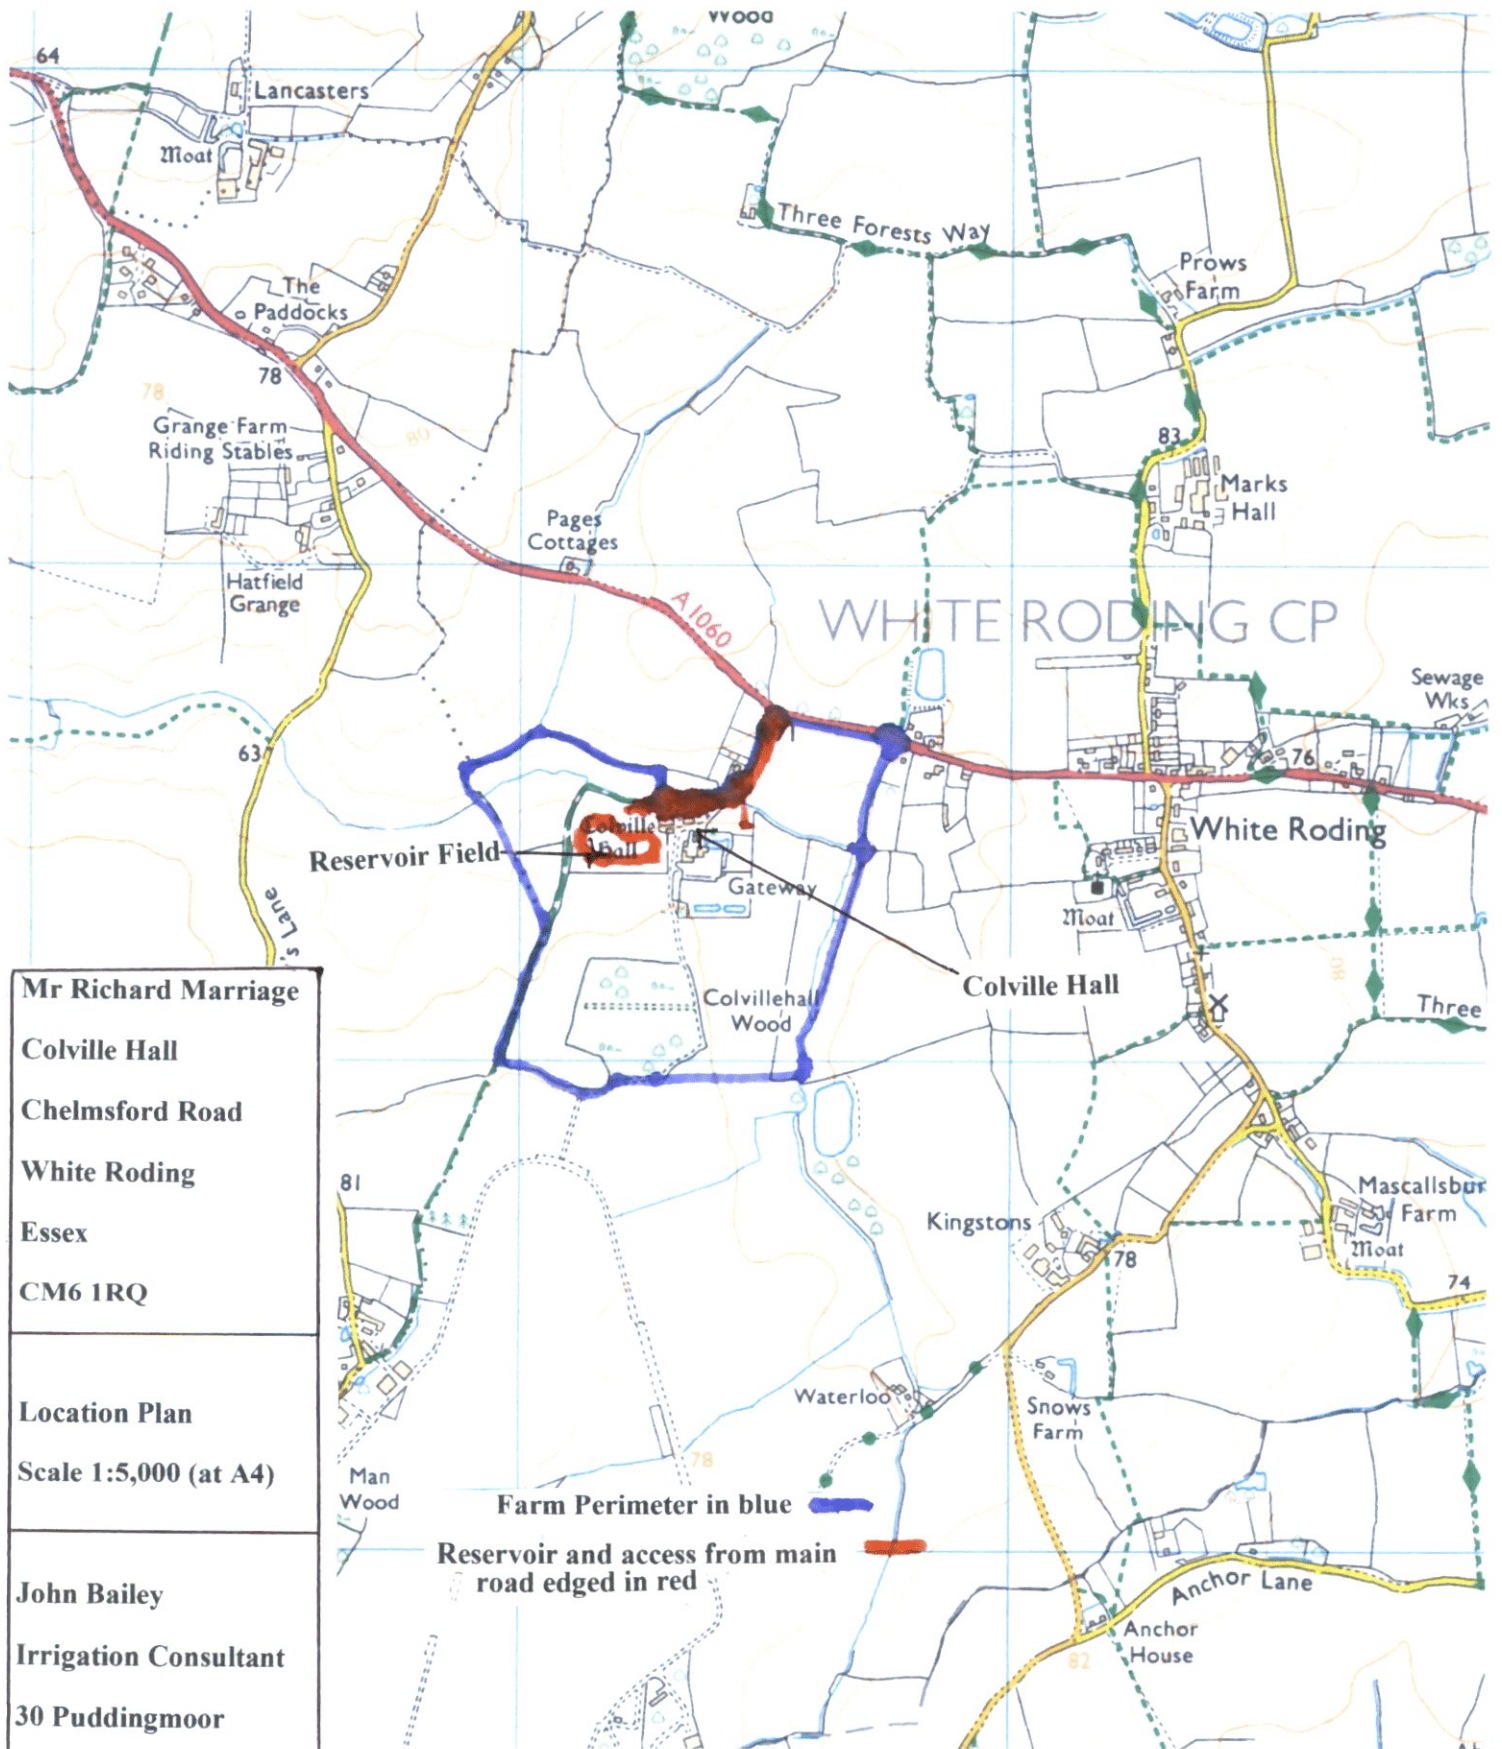 Wood
64
Lancasters
Moat
Three Forests Way
Prows
Farm
The
Paddocks
78
78
80
Grange Farm
Riding Stables
83
Marks
Hall
Pages
Cottages
Hatfield
Grange
A1060
WHITE RODING CP
Sewage
Wks
63
76
Colville
Hall
White Roding
Reservoir Field
Gateway
Moat
s Lane
80
Colville Hall
Colvillehall
Wood
Three
Mr Richard Marriage
Colville Hall
Chelmsford Road
White Roding
Essex
CM6 1RQ
81
Kingstons
78
Mascallsbur
Farm
Moat
74
Location Plan
Scale 1:5,000 (at A4)
Waterloo
Snows
Farm
78
Man
Wood
Farm Perimeter in blue
Reservoir and access from main
road edged in red
Anchor Lane
Anchor
House
82
John Bailey
Irrigation Consultant
30 Puddingmoor